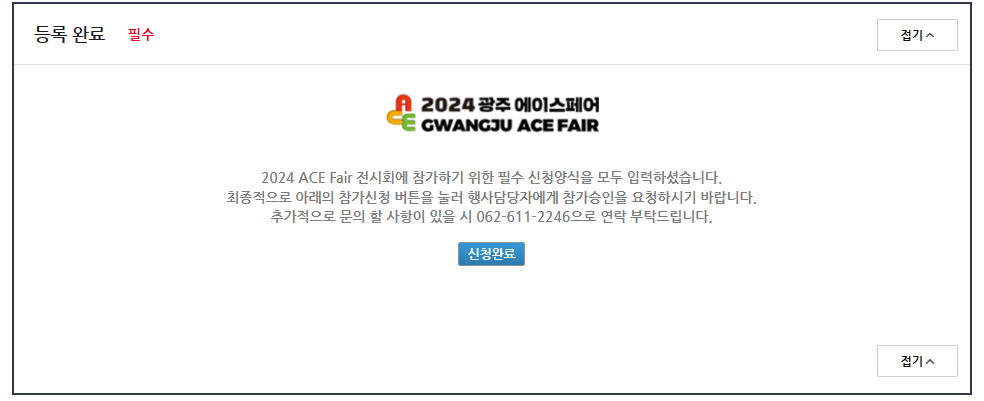 등록 완료 필수
접기
ACE 2024 광주 에이스페어
GWANGJU ACE FAIR
2024 ACE Fair 전시회에 참가하기 위한 필수 신청양식을 모두 입력하셨습니다.
최종적으로 아래의 참가신청 버튼을 눌러 행사담당자에게 참가승인을 요청하시기 바랍니다.
추가적으로 문의 할 사항이 있을 시 062-611-2246으로 연락 부탁드립니다.
신청완료
접기